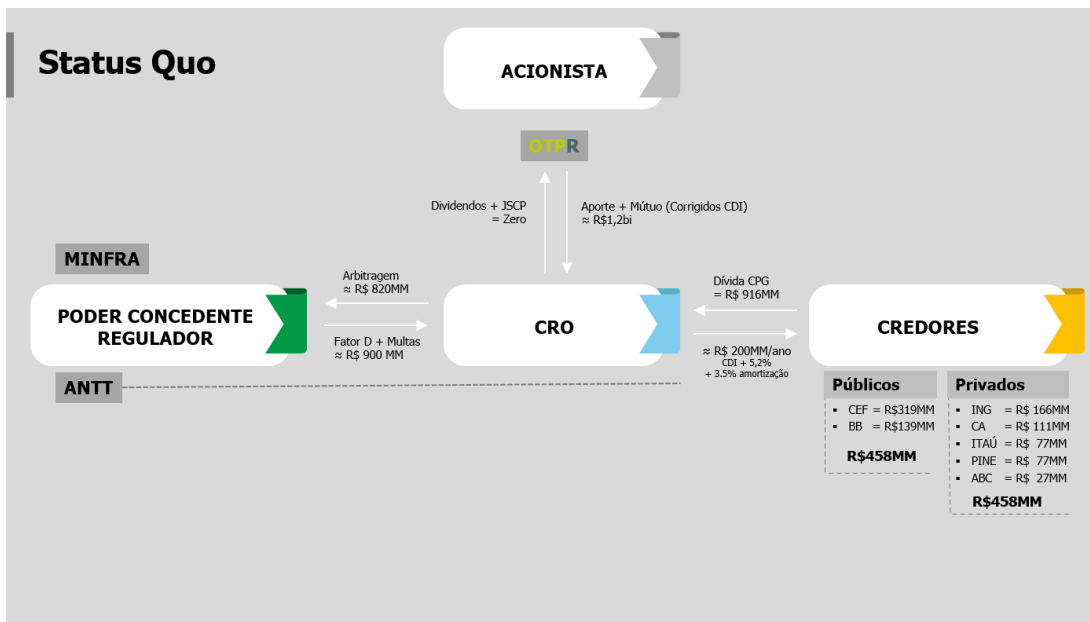 Status Quo
ACIONISTA
OTPR
Dividendos + JSCP
= Zero
Aporte + Mútuo (Corrigidos CDI)
≈ R$1,2bi
MINFRA
PODER CONCEDENTE
REGULADOR
ANTT
Arbitragem
≈ R$ 820MM
Fator D + Multas
≈ R$ 900 MM
CRO
Dívida CPG
= R$ 916MM
≈ R$ 200MM/ano
CDI + 5,2%
+ 3.5% amortização
CREDORES
Públicos
▪ CEF = R$319MM
▪ BB = R$139MM
R$458MM
Privados
▪ ING = R$ 166MM
▪ CA = R$ 111MM
▪ ITAÚ = R$ 77MM
▪ PINE = R$ 77MM
▪ ABC = R$ 27MM
R$458MM